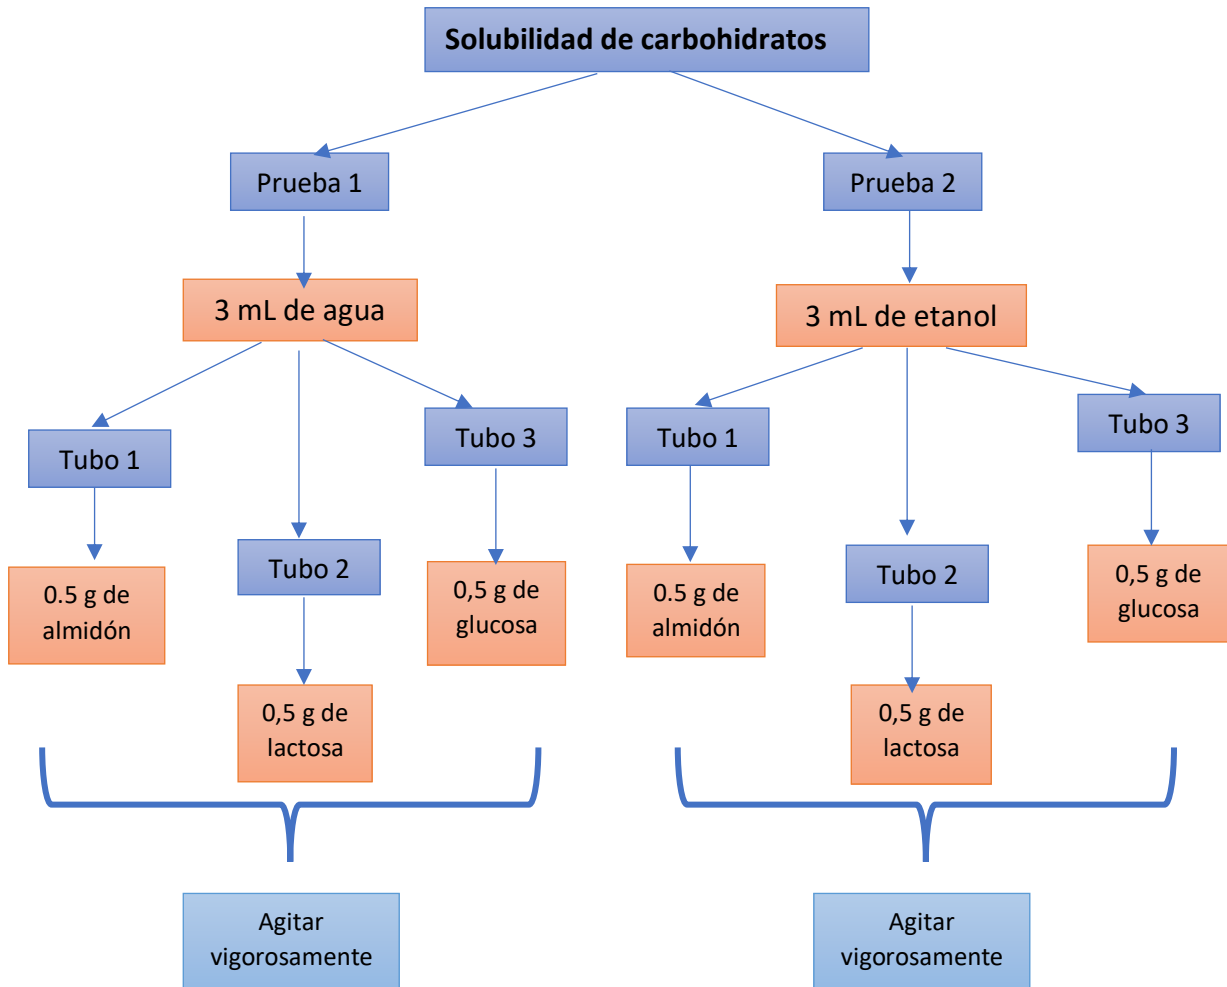 Solubilidad de carbohidratos
Prueba 1
Prueba 2
3 mL de agua
3 mL de etanol
Tubo 1
Tubo 2
Tubo 3
Tubo 1
Tubo 2
Tubo 3
0.5 g de
almidón
0,5 g de
lactosa
0,5 g de
glucosa
0.5 g de
almidón
0,5 g de
lactosa
0,5 g de
glucosa
Agitar
vigorosamente
Agitar
vigorosamente